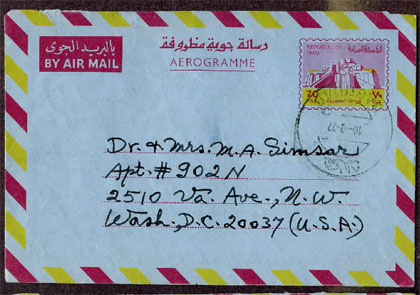 بالبريد الجوى
BY AIR MAIL
رسالة جوية مظروفة
AEROGRAMME
REPUBLIC OF
IRAQ
Dr. & Mrs. M. A. Simsar
Apt. # 902 N
2510 Va. Ave., N. W.
Wash., D.C. 20037 (U.S.A.)